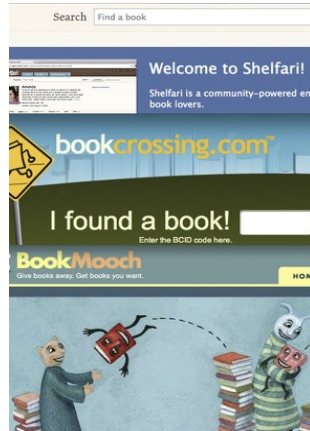 Search Find a book
Welcome to Shelfari!
Shelfari is a community-powered en
book lovers.
bookcrossing.com™
I found a book!
Enter the BCID code here.
BookMooch
Give books away. Get books you want.
HOM